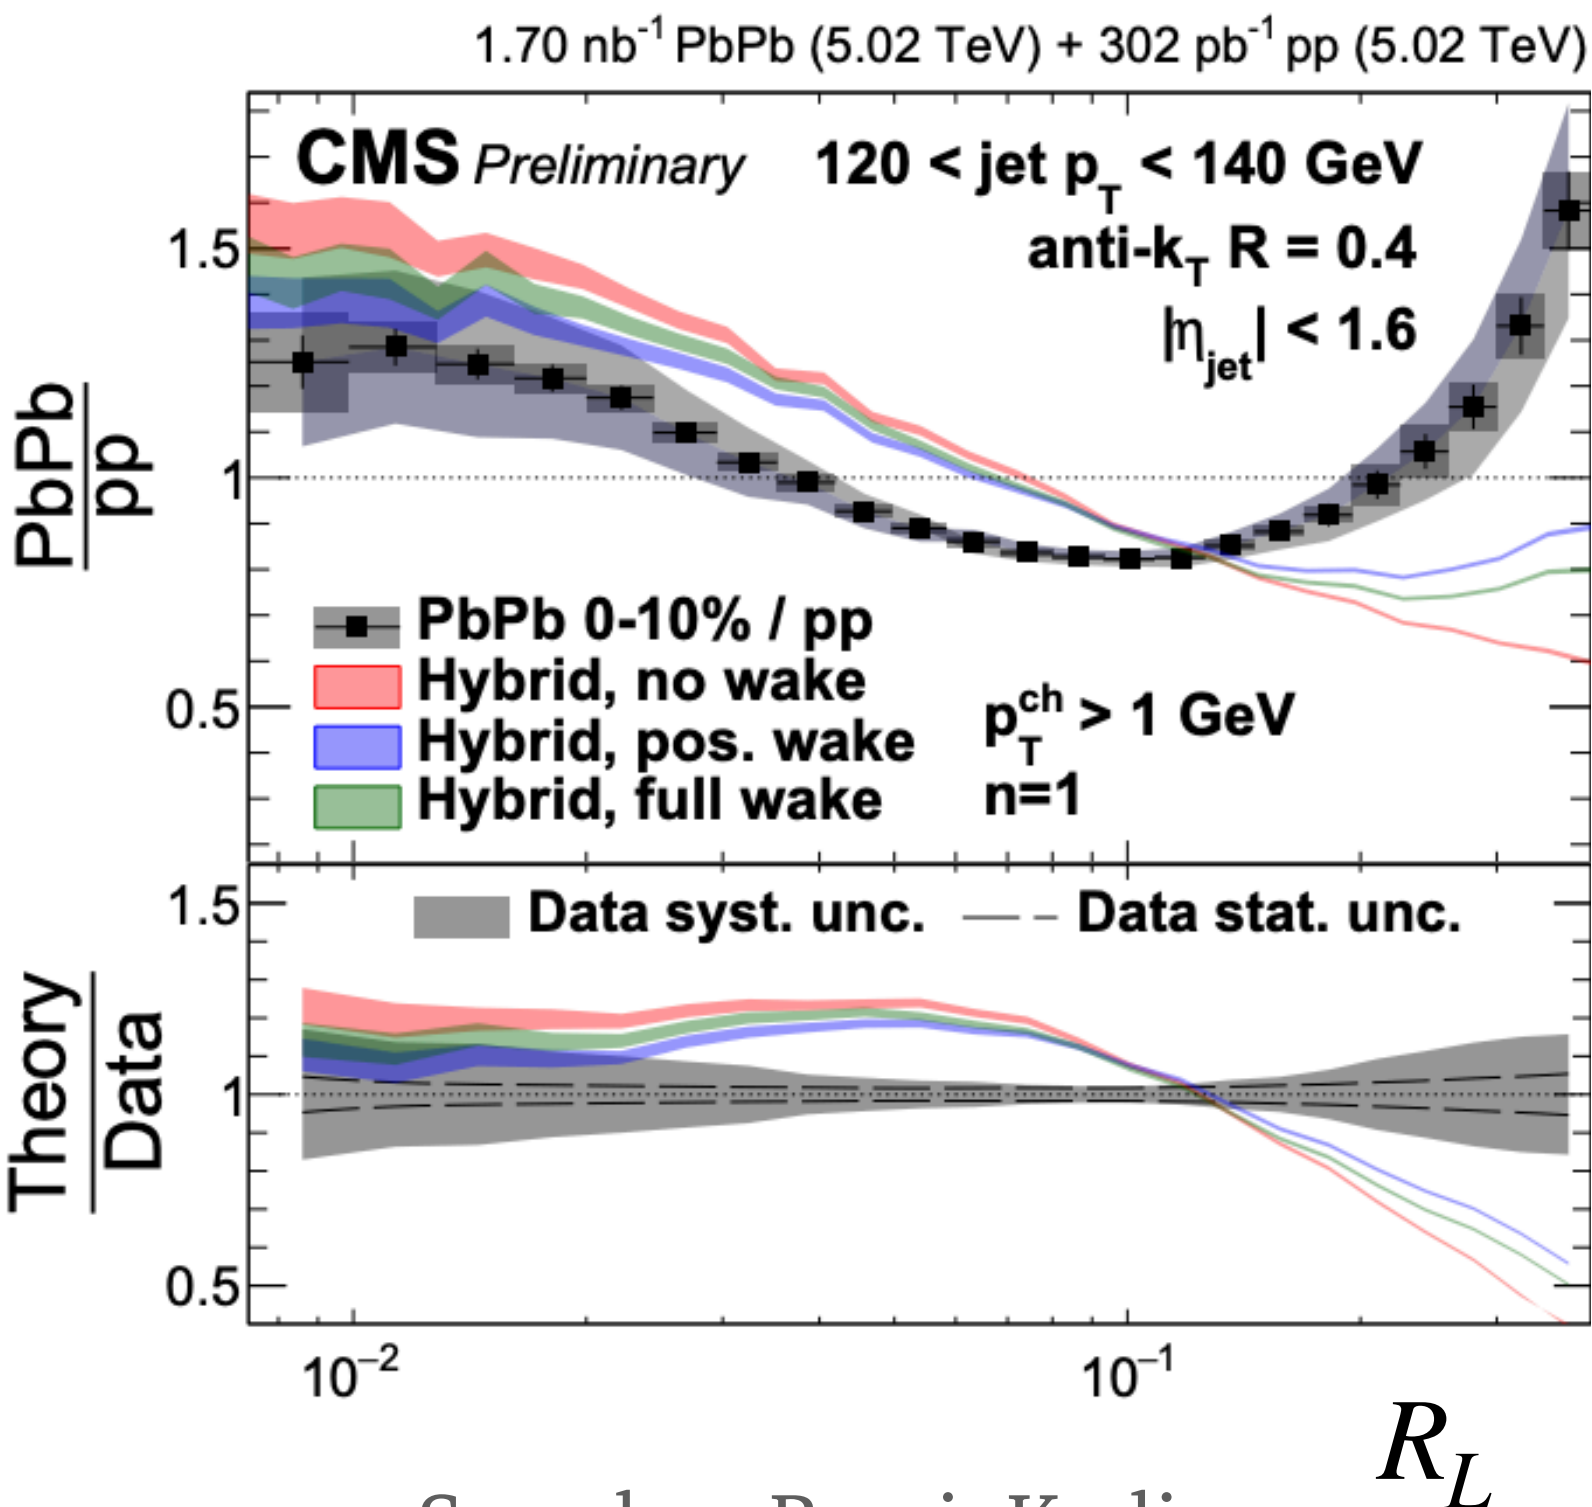 1.70 nb⁻¹ PbPb (5.02 TeV) + 302 pb⁻¹ pp (5.02 TeV)
CMS Preliminary 120 < jet p_T < 140 GeV
anti-k_T R = 0.4
|η_jet| < 1.6
PbPb
pp
1.5
1
0.5
PbPb 0-10% / pp
Hybrid, no wake
Hybrid, pos. wake
Hybrid, full wake
p_T^ch > 1 GeV
n=1
Theory
Data
1.5
1
0.5
Data syst. unc. Data stat. unc.
10⁻² 10⁻¹
R_L